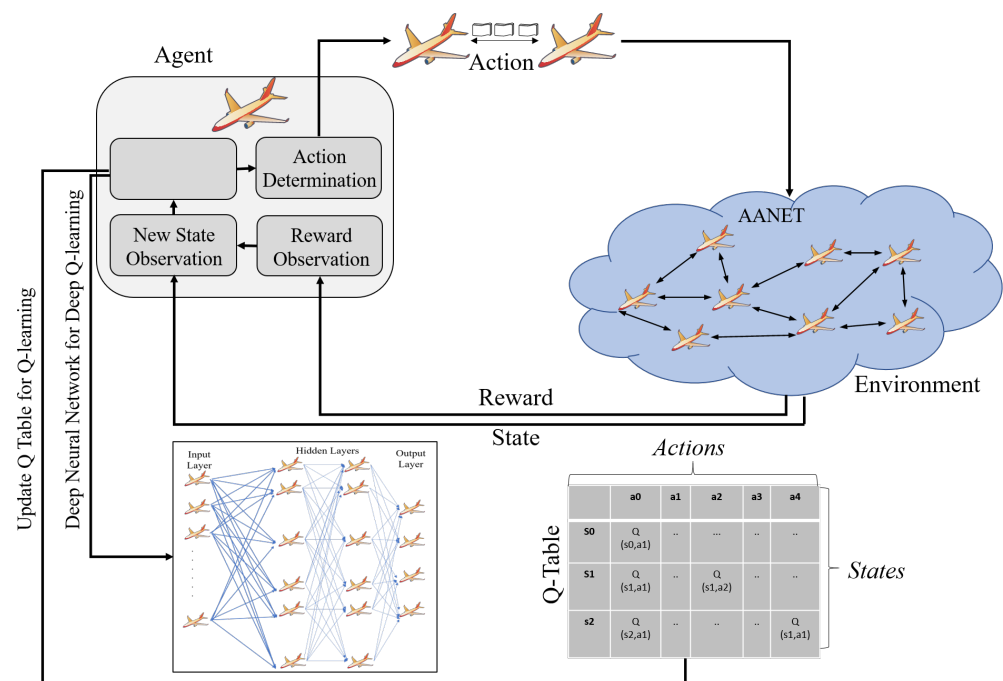 Agent
Action
Action
Determination
New State
Observation
Reward
Observation
AANET
Environment
Reward
State
Update Q Table for Q-learning
Deep Neural Network for Deep Q-learning
Input
Layer
Hidden Layers
Output
Layer
Actions
Q-Table
States
a0 a1 a2 a3 a4
S0 Q .. ... .. ..
(s0,a1)
S1 Q .. Q .. ..
(s1,a1) (s1,a2)
s2 Q .. .. .. Q
(s2,a1) (s1,a1)